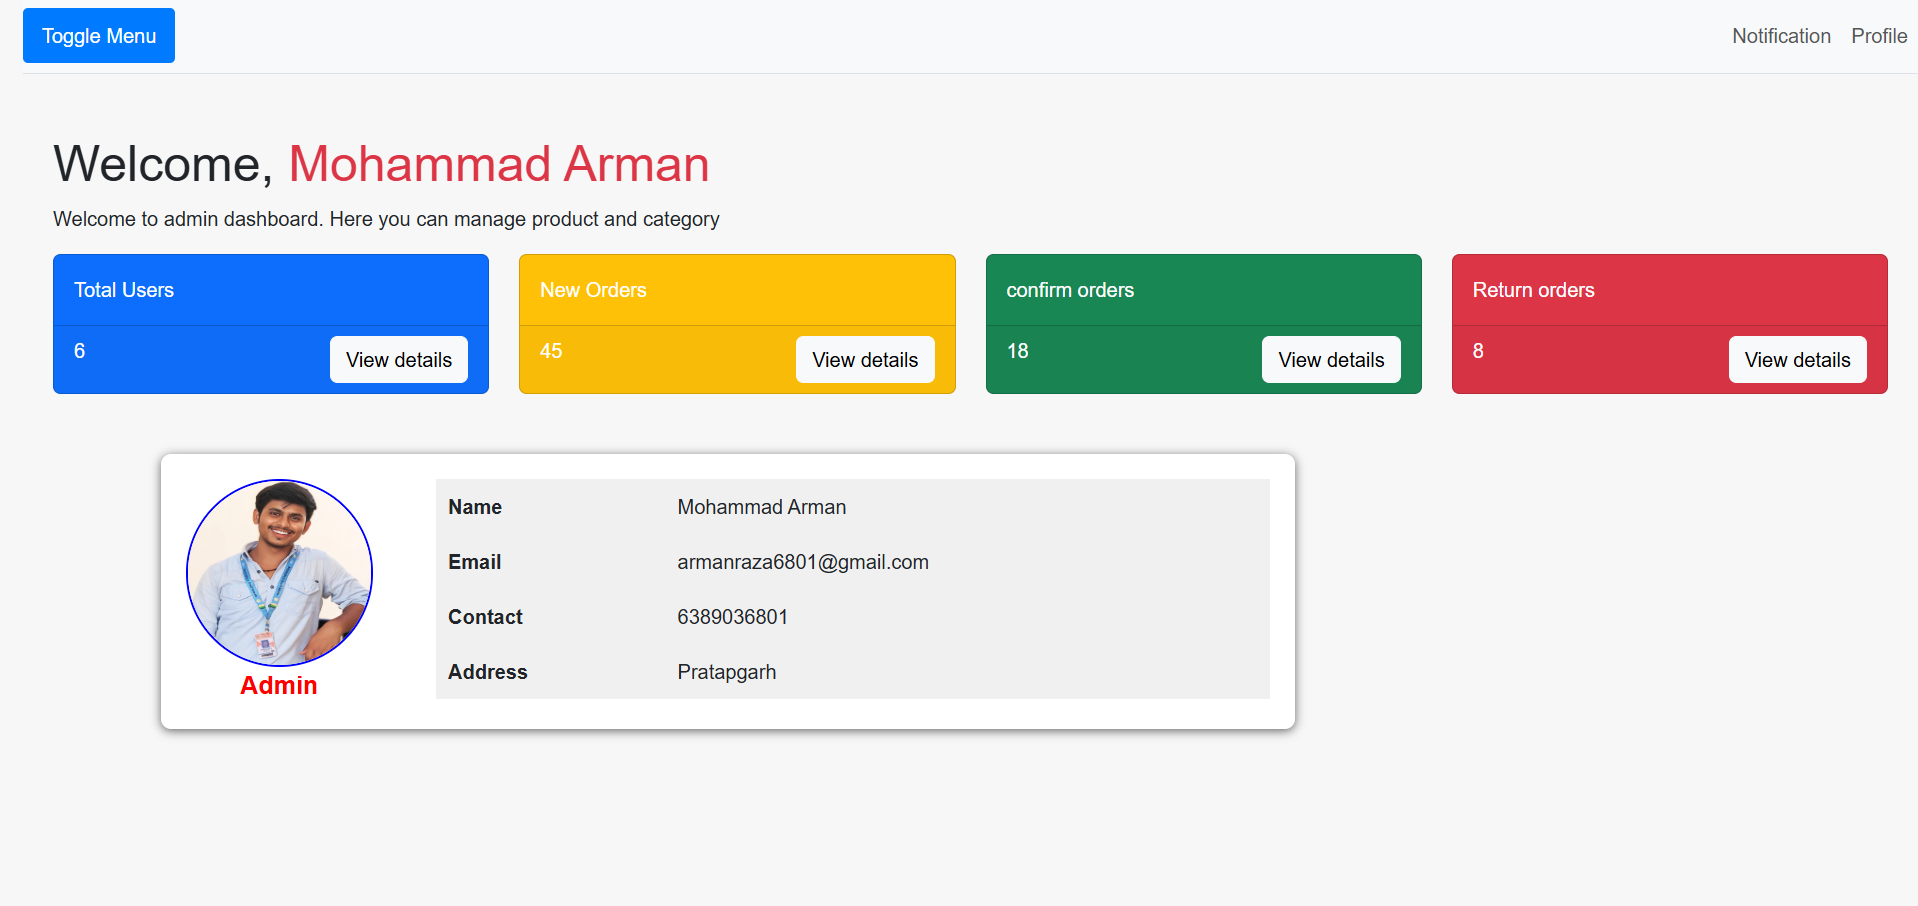 Toggle Menu Notification Profile
Welcome, Mohammad Arman
Welcome to admin dashboard. Here you can manage product and category
Total Users
6 View details
New Orders
45 View details
confirm orders
18 View details
Return orders
8 View details
Admin
Name Mohammad Arman
Email armanraza6801@gmail.com
Contact 6389036801
Address Pratapgarh